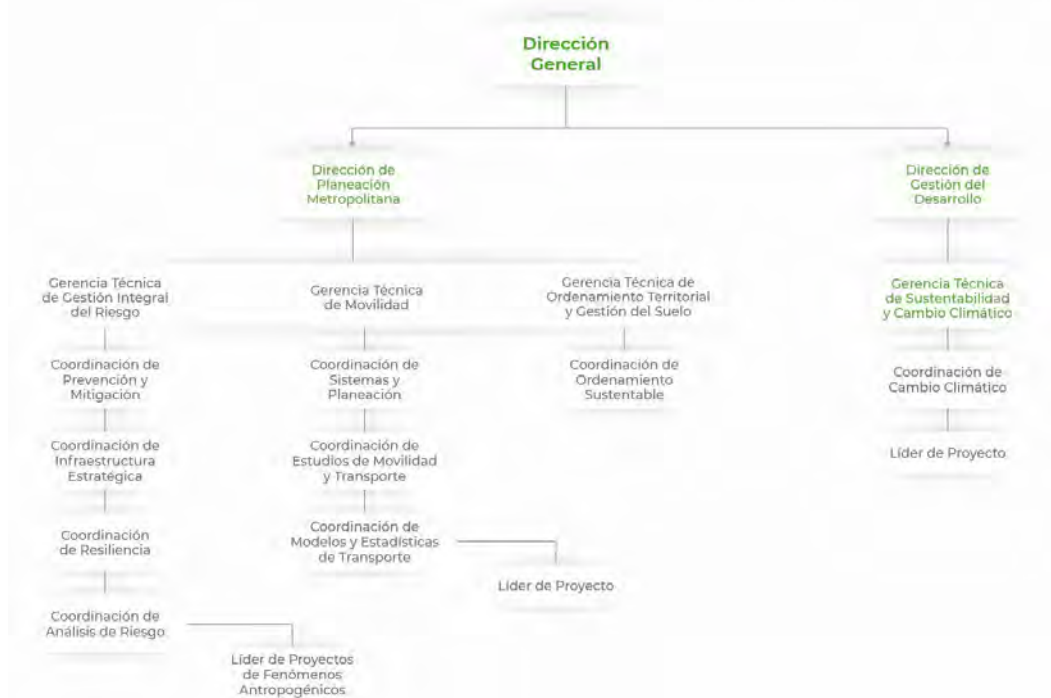 Dirección
General
Dirección de
Planeación
Metropolitana
Dirección de
Gestión del
Desarrollo
Gerencia Técnica
de Gestión Integral
del Riesgo
Gerencia Técnica
de Movilidad
Gerencia Técnica de
Ordenamiento Territorial
y Gestión del Suelo
Gerencia Técnica
de Sustentabilidad
y Cambio Climático
Coordinación de
Prevención y
Mitigación
Coordinación de
Sistemas y
Planeación
Coordinación de
Ordenamiento
Sustentable
Coordinación de
Cambio Climático
Coordinación de
Infraestructura
Estratégica
Coordinación de
Estudios de Movilidad
y Transporte
Líder de Proyecto
Coordinación
de Resiliencia
Coordinación de
Modelos y Estadísticas
de Transporte
Líder de Proyecto
Coordinación de
Análisis de Riesgo
Líder de Proyectos
de Fenómenos
Antropogénicos